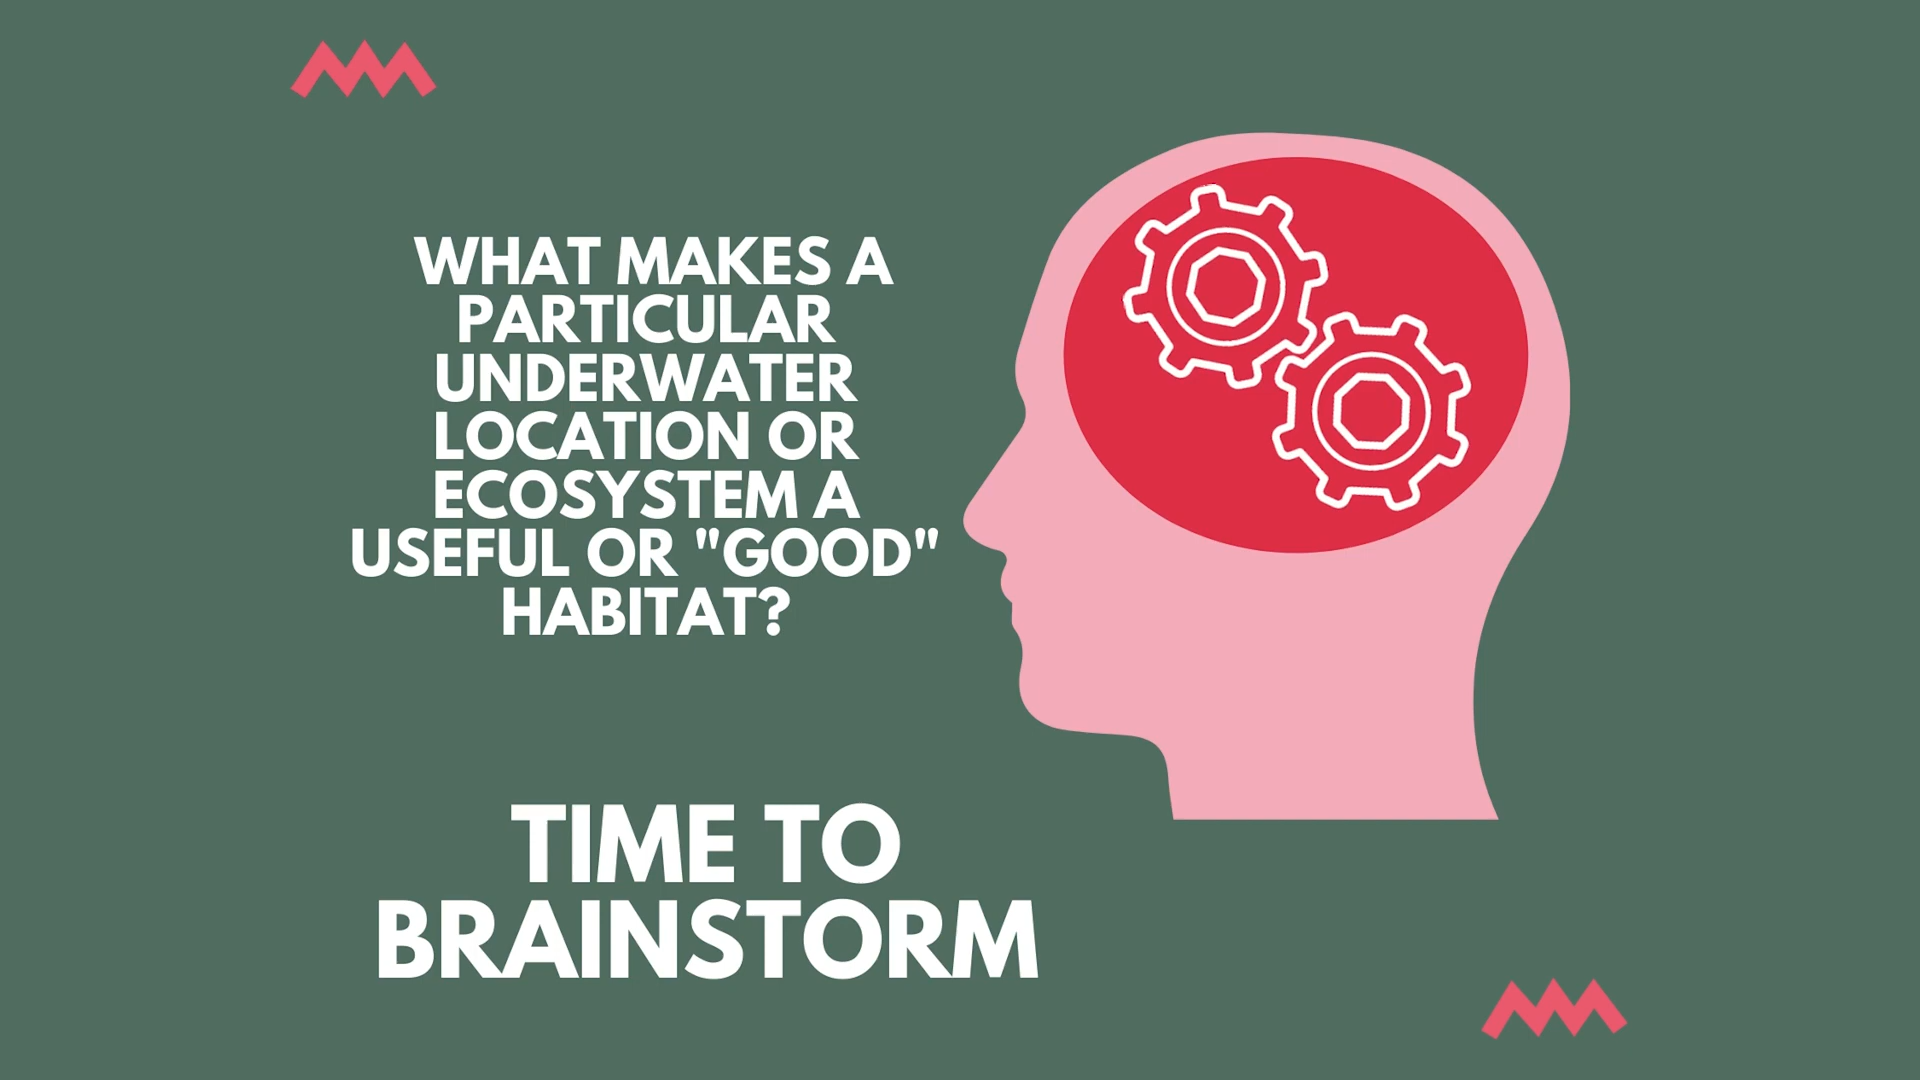 WHAT MAKES A
PARTICULAR
UNDERWATER
LOCATION OR
ECOSYSTEM A
USEFUL OR "GOOD"
HABITAT?
TIME TO
BRAINSTORM